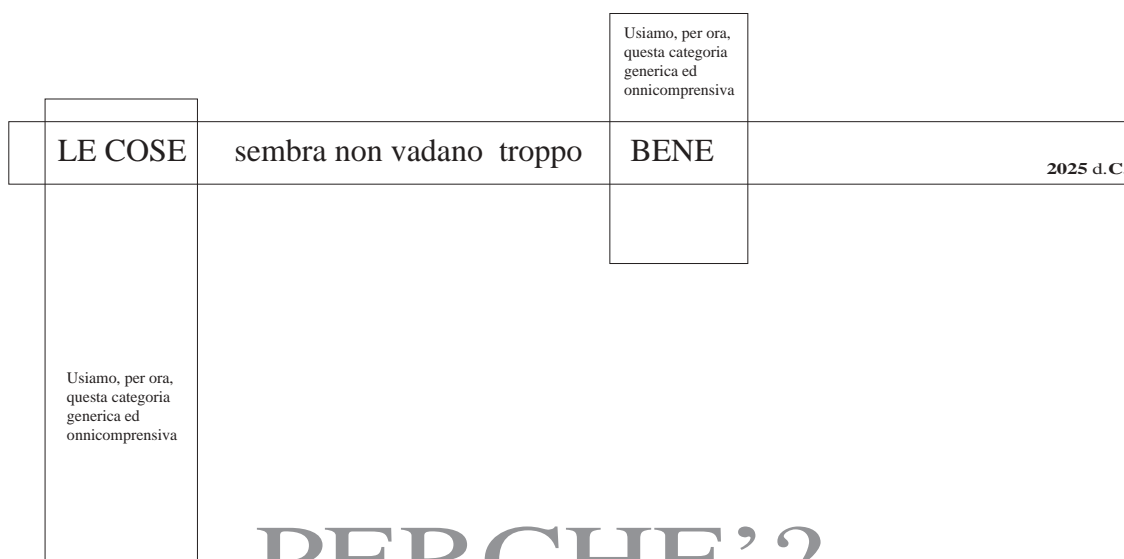 Usiamo, per ora,
questa categoria
generica ed
onnicomprensiva
LE COSE sembra non vadano troppo BENE
2025 d.C.
Usiamo, per ora,
questa categoria
generica ed
onnicomprensiva
PERCHE’?